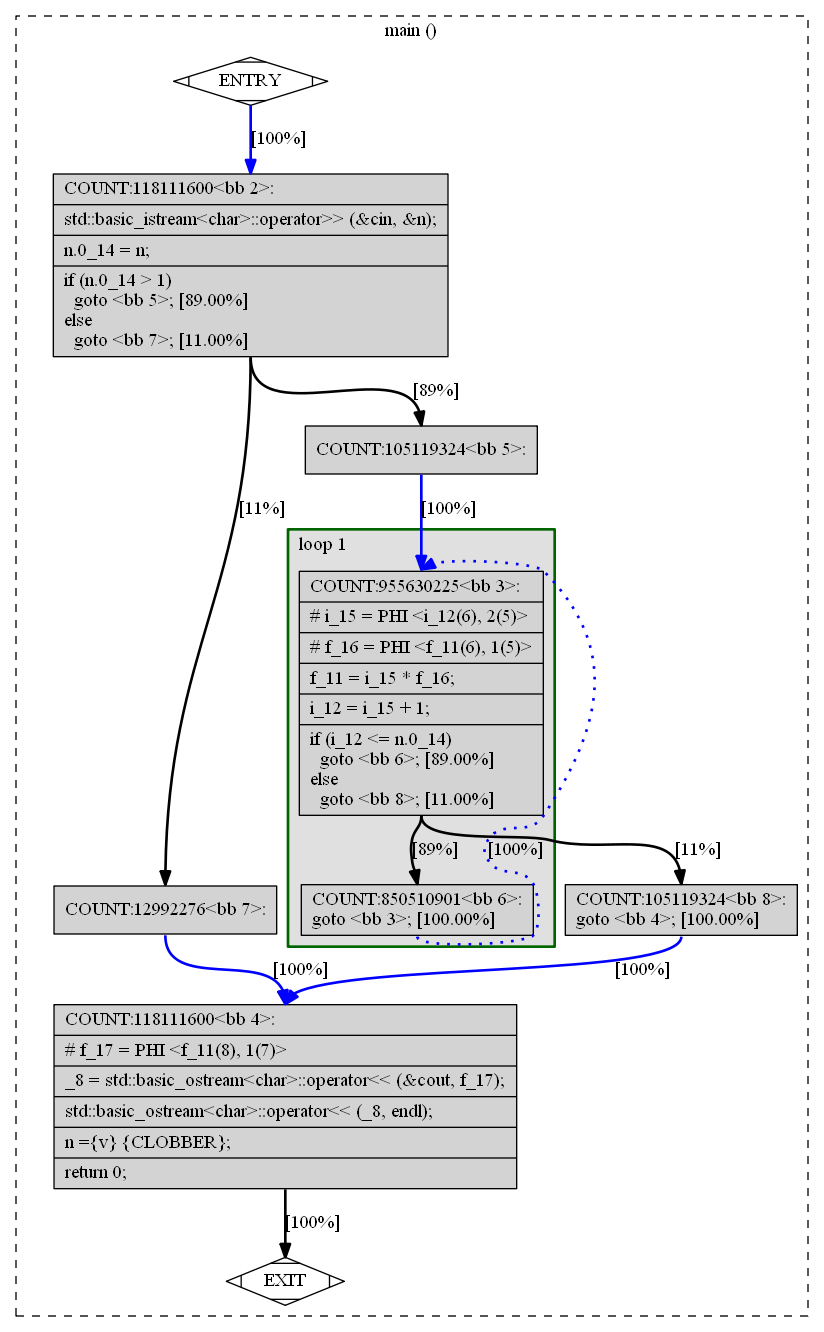 main ()
ENTRY
[100%]
COUNT:118111600<bb 2>:
std::basic_istream<char>::operator>> (&cin, &n);
n.0_14 = n;
if (n.0_14 > 1)
goto <bb 5>; [89.00%]
else
goto <bb 7>; [11.00%]
[89%]
COUNT:105119324<bb 5>:
[11%]
[100%]
loop 1
COUNT:955630225<bb 3>:
# i_15 = PHI <i_12(6), 2(5)>
# f_16 = PHI <f_11(6), 1(5)>
f_11 = i_15 * f_16;
i_12 = i_15 + 1;
if (i_12 <= n.0_14)
goto <bb 6>; [89.00%]
else
goto <bb 8>; [11.00%]
[89%]
[100%]
[11%]
COUNT:12992276<bb 7>:
COUNT:850510901<bb 6>:
goto <bb 3>; [100.00%]
COUNT:105119324<bb 8>:
goto <bb 4>; [100.00%]
[100%]
[100%]
COUNT:118111600<bb 4>:
# f_17 = PHI <f_11(8), 1(7)>
_8 = std::basic_ostream<char>::operator<< (&cout, f_17);
std::basic_ostream<char>::operator<< (_8, endl);
n ={v} {CLOBBER};
return 0;
[100%]
EXIT